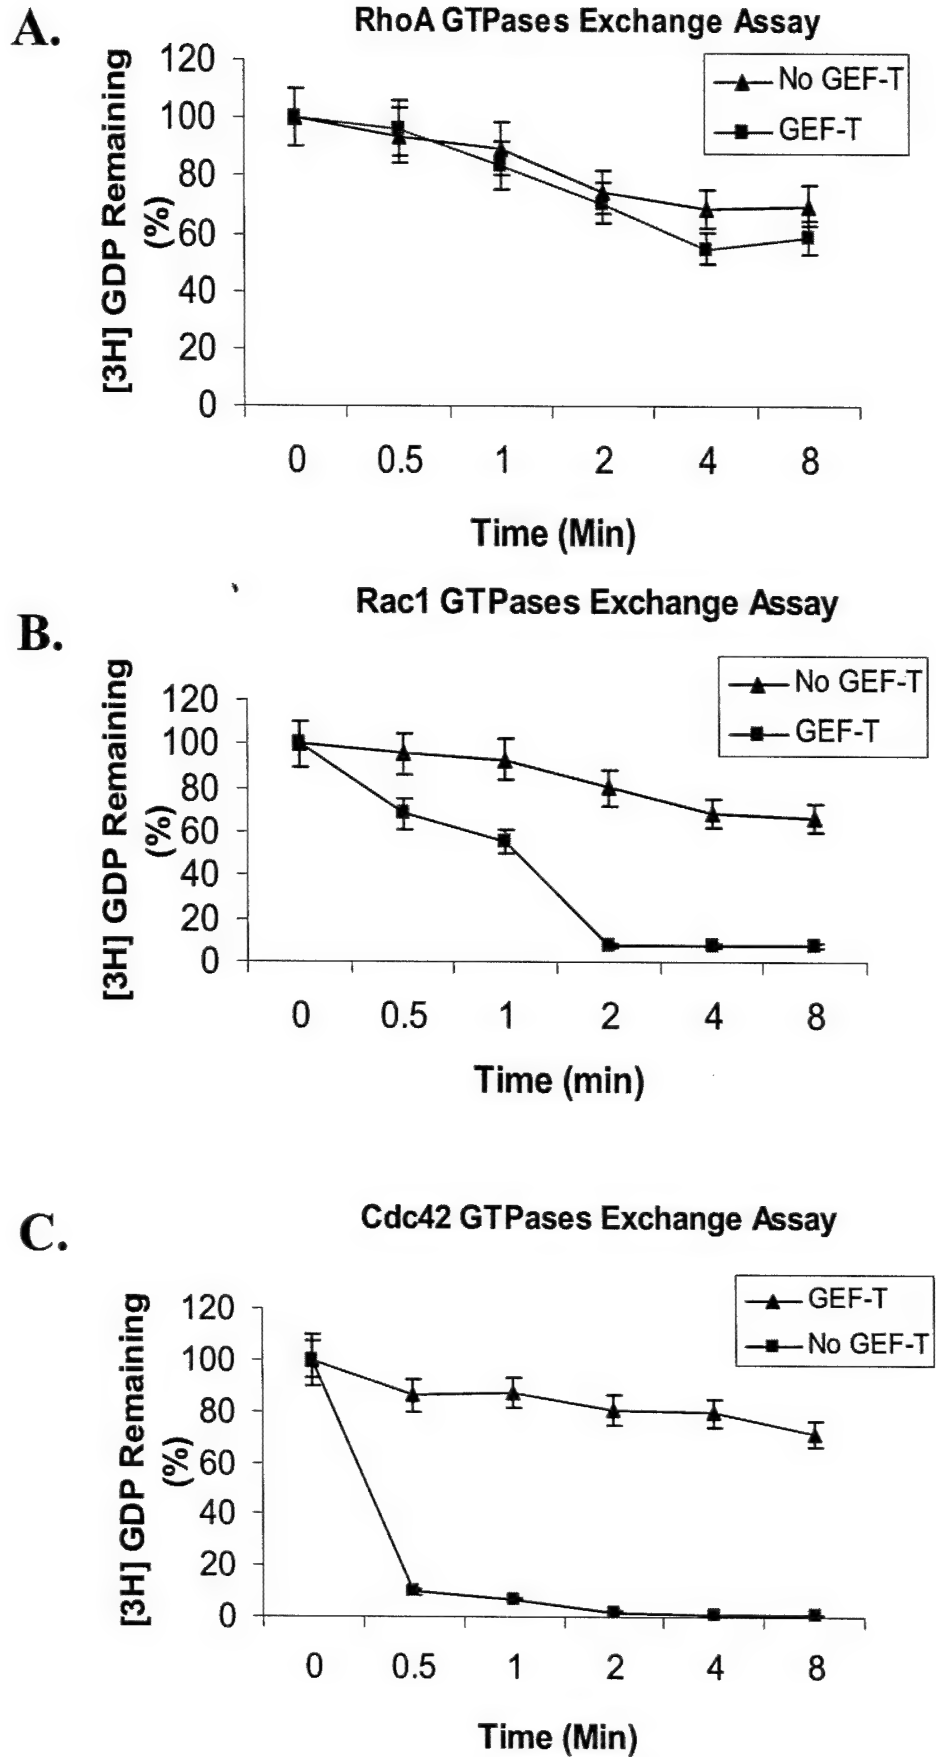 A.
RhoA GTPases Exchange Assay
[3H] GDP Remaining
(%)
120
100
80
60
40
20
0
No GEF-T
GEF-T
0 0.5 1 2 4 8
Time (Min)
B.
Rac1 GTPases Exchange Assay
[3H] GDP Remaining
(%)
120
100
80
60
40
20
0
No GEF-T
GEF-T
0 0.5 1 2 4 8
Time (min)
C.
Cdc42 GTPases Exchange Assay
[3H] GDP Remaining
(%)
120
100
80
60
40
20
0
GEF-T
No GEF-T
0 0.5 1 2 4 8
Time (Min)